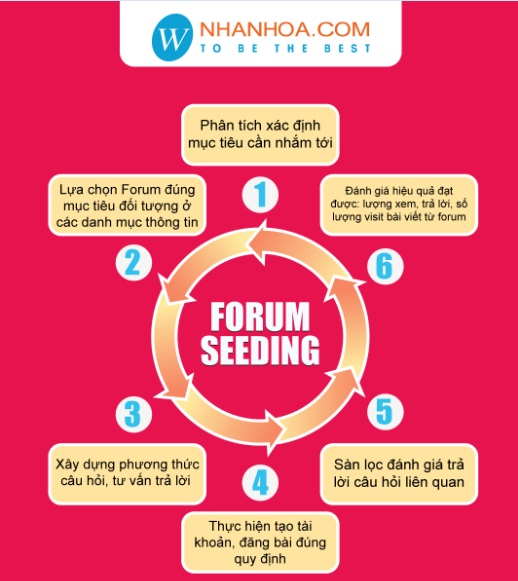 W
NHANHOA.COM
TO BE THE BEST
Phân tích xác định
mục tiêu cần nhắm tới
1
Lựa chọn Forum đúng
mục tiêu đối tượng ở
các danh mục thông tin
2
FORUM
SEEDING
3
Xây dựng phương thức
câu hỏi, tư vấn trả lời
4
Thực hiện tạo tài
khoản, đăng bài đúng
quy định
5
Sàn lọc đánh giá trả
lời câu hỏi liên quan
6
Đánh giá hiệu quả đạt
được: lượng xem, trả lời, số
lượng visit bài viết từ forum